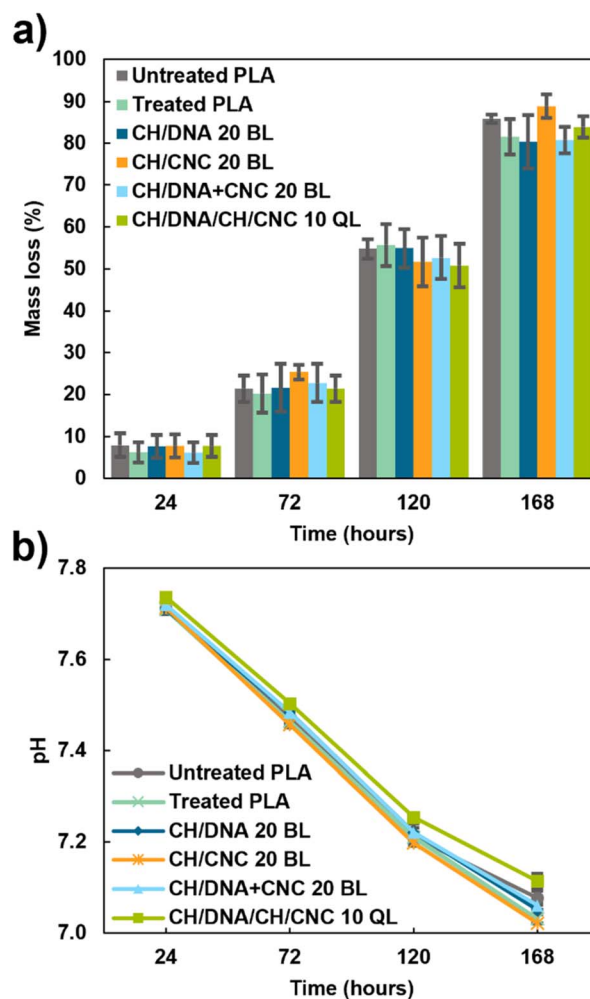 a)
100
90
80
70
60
50
40
30
20
10
0
Mass loss (%)
Untreated PLA
Treated PLA
CH/DNA 20 BL
CH/CNC 20 BL
CH/DNA+CNC 20 BL
CH/DNA/CH/CNC 10 QL
24 72 120 168
Time (hours)
b)
7.8
7.6
7.4
7.2
7.0
pH
Untreated PLA
Treated PLA
CH/DNA 20 BL
CH/CNC 20 BL
CH/DNA+CNC 20 BL
CH/DNA/CH/CNC 10 QL
24 72 120 168
Time (hours)